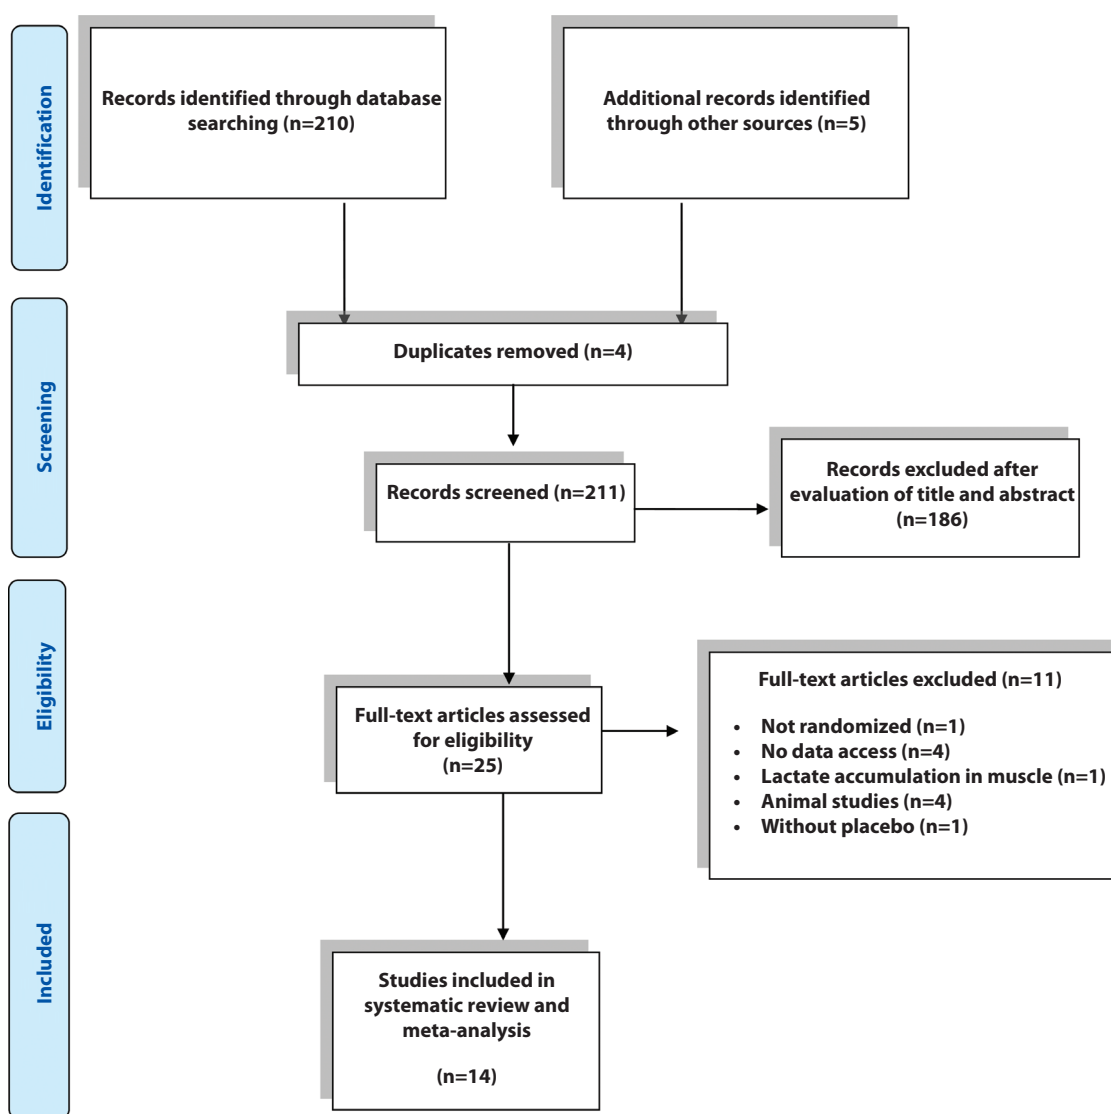 Identification
Records identified through database
searching (n=210)
Additional records identified
through other sources (n=5)
Screening
Duplicates removed (n=4)
Records screened (n=211)
Records excluded after
evaluation of title and abstract
(n=186)
Eligibility
Full-text articles assessed
for eligibility
(n=25)
Full-text articles excluded (n=11)
• Not randomized (n=1)
• No data access (n=4)
• Lactate accumulation in muscle (n=1)
• Animal studies (n=4)
• Without placebo (n=1)
Included
Studies included in
systematic review and
meta-analysis
(n=14)